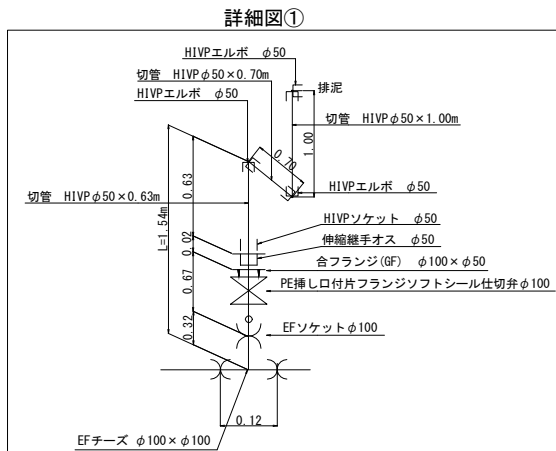 詳細図①
HIVPエルボ φ50
切管 HIVPφ50×0.70m
排泥
HIVPエルボ φ50
切管 HIVPφ50×1.00m
0.70
1.00
HIVPエルボ φ50
切管 HIVPφ50×0.63m
0.63
L=1.54m
HIVPソケット φ50
伸縮継手オス φ50
0.02
合フランジ(GF) φ100×φ50
0.67
PE挿し口付片フランジソフトシール仕切弁φ100
0.32
EFソケットφ100
0.12
EFチーズ φ100×φ100